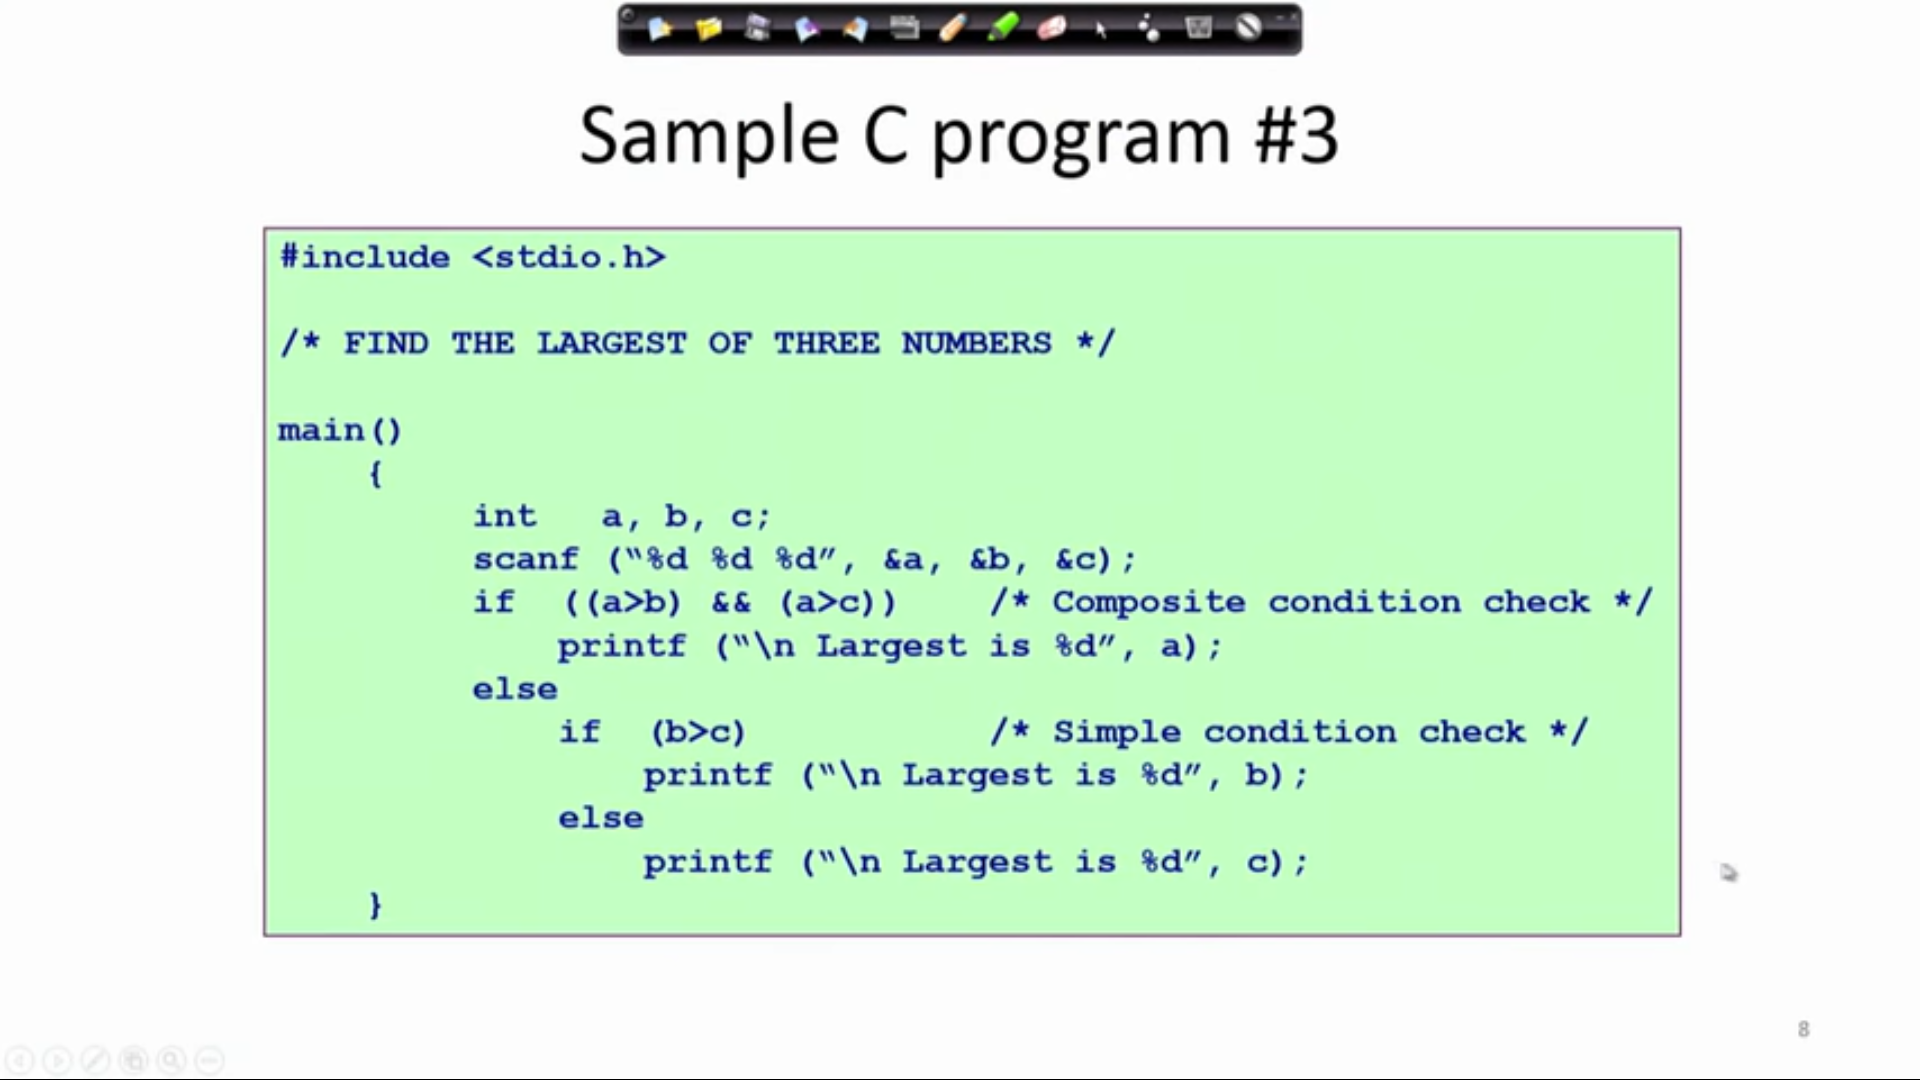 Sample C program #3
#include <stdio.h>
/* FIND THE LARGEST OF THREE NUMBERS */
main()
{
int a, b, c;
scanf (“%d %d %d”, &a, &b, &c);
if ((a>b) && (a>c)) /* Composite condition check */
printf (“\n Largest is %d”, a);
else
if (b>c) /* Simple condition check */
printf (“\n Largest is %d”, b);
else
printf (“\n Largest is %d”, c);
}
8